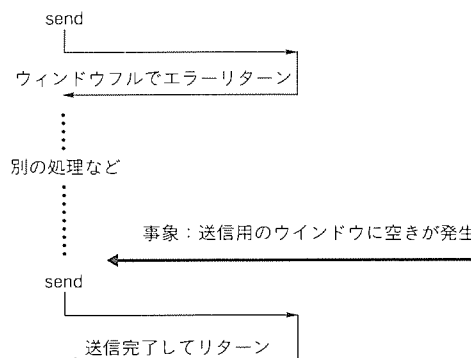 send
ウィンドウフルでエラーリターン
別の処理など
事象：送信用のウインドウに空きが発生
send
送信完了してリターン